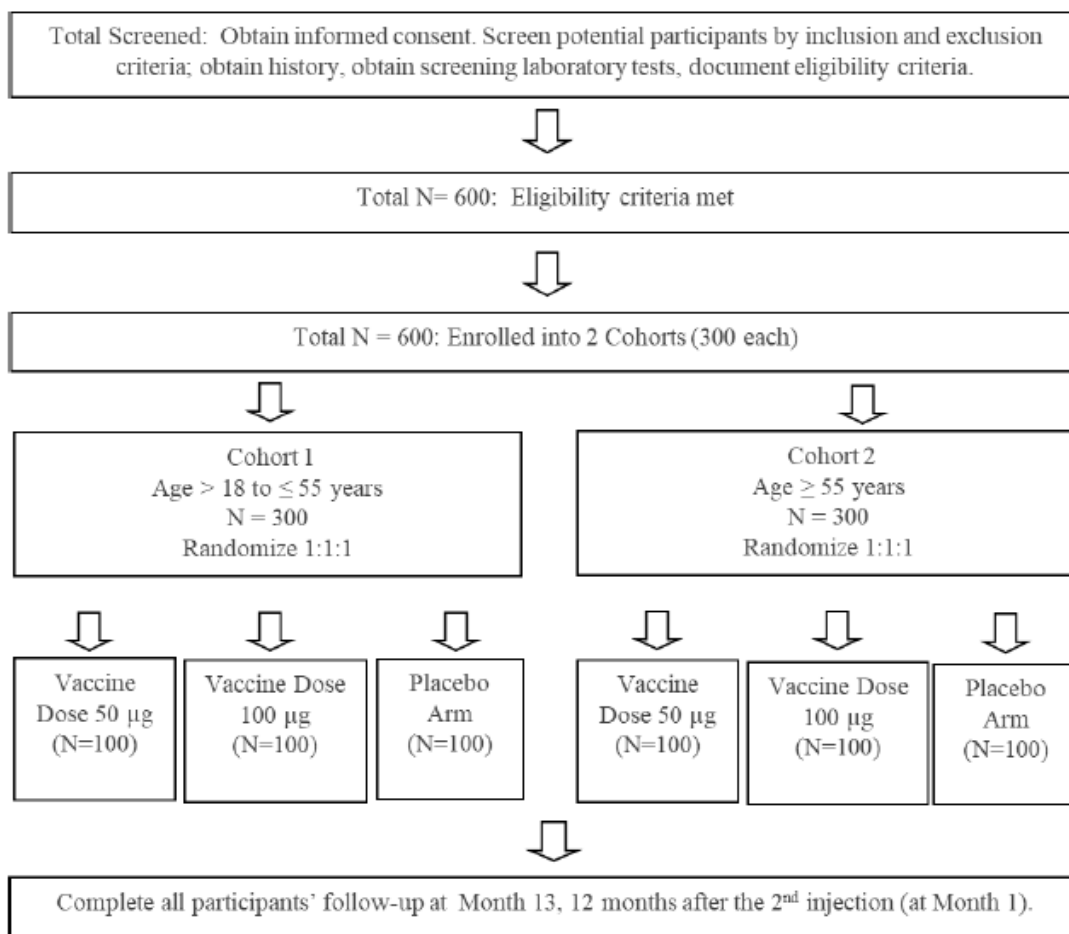 Total Screened: Obtain informed consent. Screen potential participants by inclusion and exclusion
criteria; obtain history, obtain screening laboratory tests, document eligibility criteria.
Total N= 600: Eligibility criteria met
Total N = 600: Enrolled into 2 Cohorts (300 each)
Cohort 1
Age > 18 to ≤ 55 years
N = 300
Randomize 1:1:1
Cohort 2
Age ≥ 55 years
N = 300
Randomize 1:1:1
Vaccine
Dose 50 µg
(N=100)
Vaccine Dose
100 µg
(N=100)
Placebo
Arm
(N=100)
Vaccine
Dose 50 µg
(N=100)
Vaccine Dose
100 µg
(N=100)
Placebo
Arm
(N=100)
Complete all participants’ follow-up at Month 13, 12 months after the 2nd injection (at Month 1).